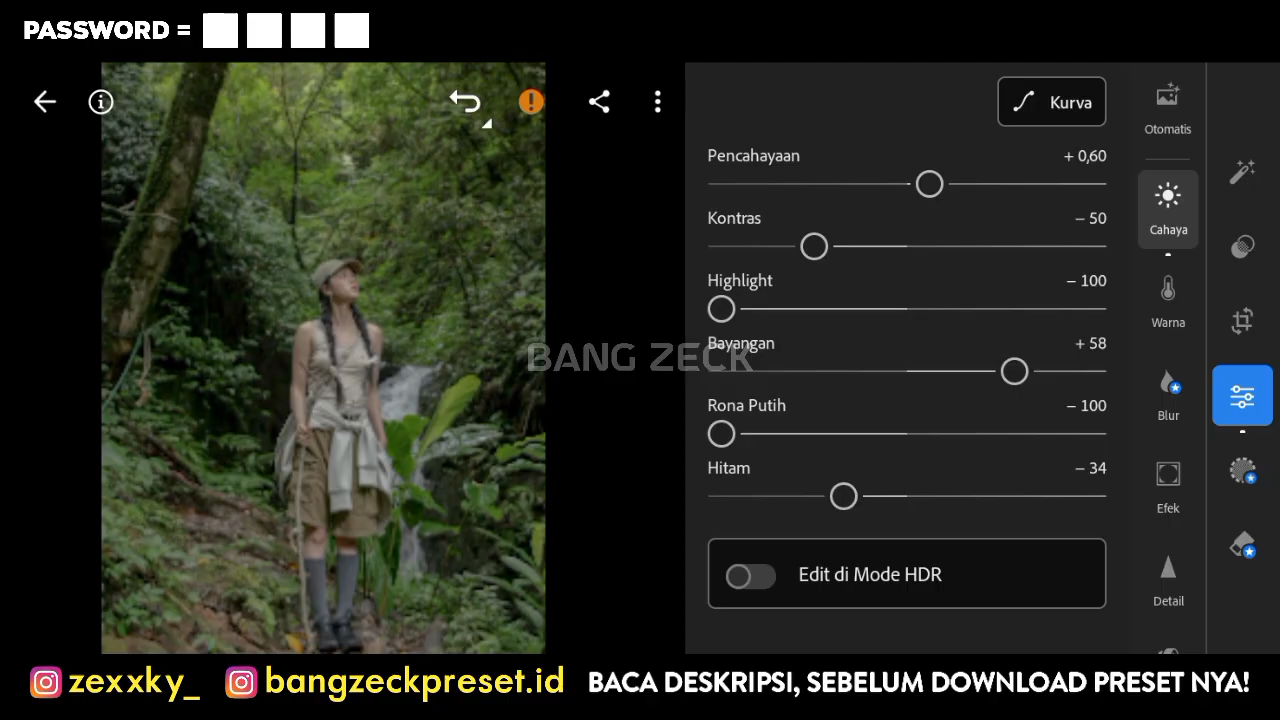 PASSWORD =
Kurva
Otomatis
Pencahayaan + 0,60
Kontras – 50
Cahaya
Highlight – 100
Warna
Bayangan + 58
BANG ZECK
Rona Putih – 100
Blur
Hitam – 34
Efek
Edit di Mode HDR
Detail
zexxky_ bangzeckpreset.id BACA DESKRIPSI, SEBELUM DOWNLOAD PRESET NYA!